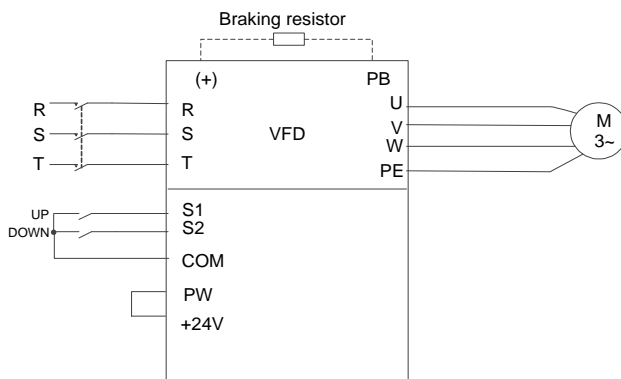 Braking resistor
(+) PB
R R U
S S VFD V M
T T W 3~
PE
UP S1
DOWN S2
COM
PW
+24V